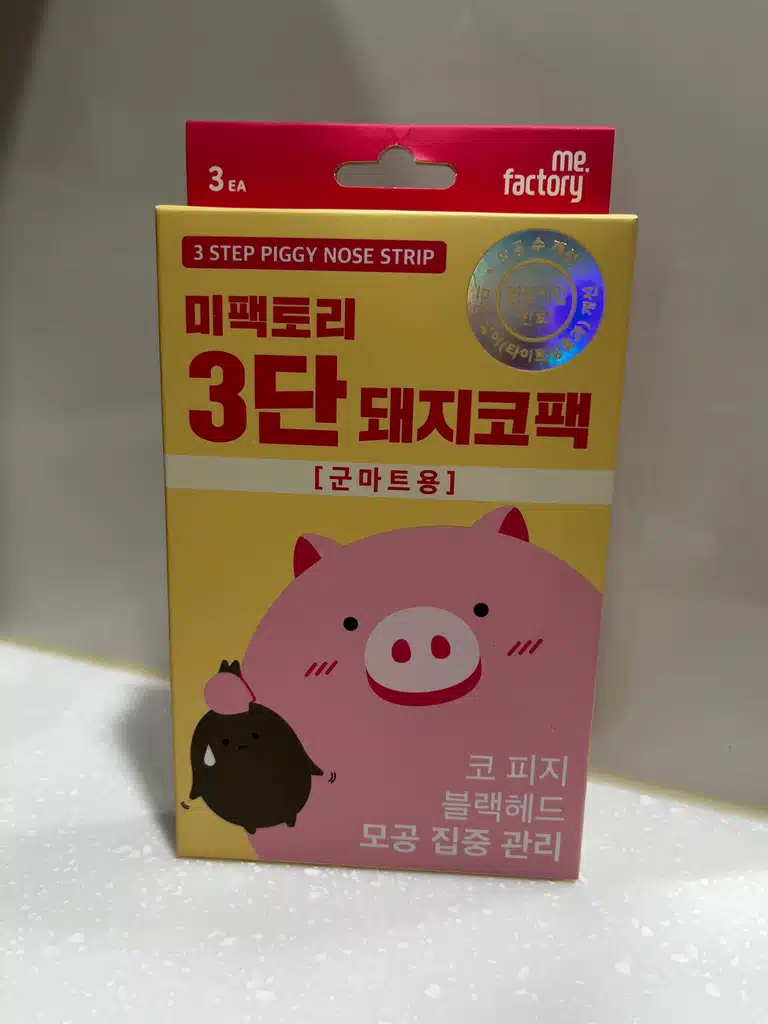 3 EA
me.
factory
3 STEP PIGGY NOSE STRIP
미팩토리
3단 돼지코팩
[군마트용]
코 피지
블랙헤드
모공 집중 관리